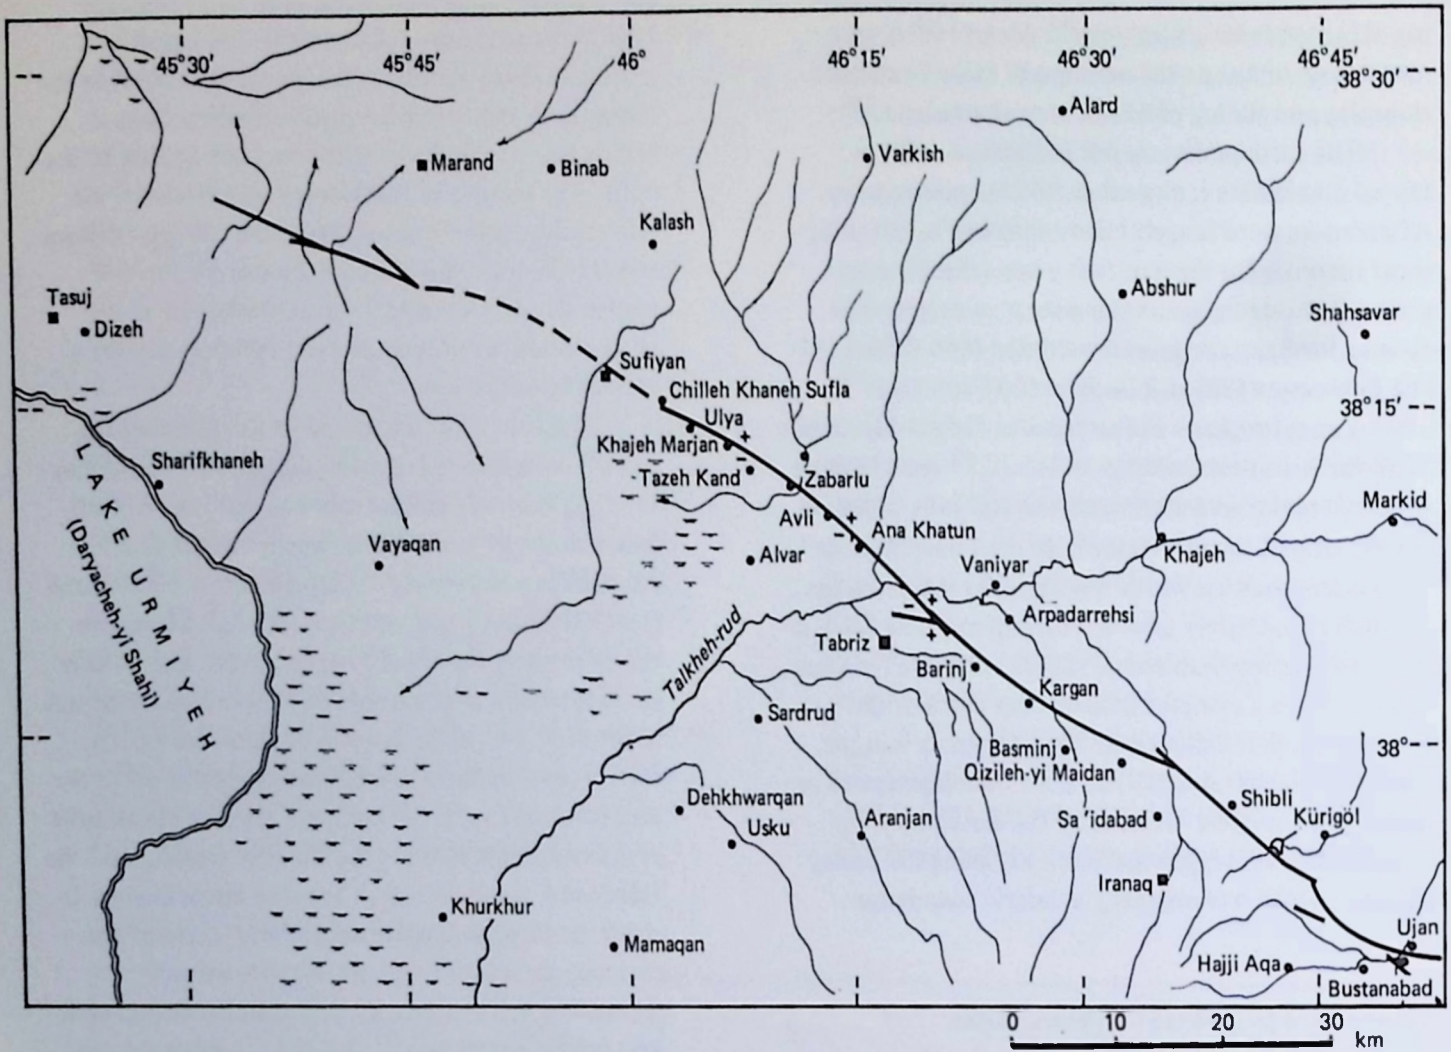 45°30'
45°45'
46°
46°15'
46°30'
46°45'
38°30'
Alard
Marand
Binab
Varkish
Kalash
Abshur
Tasuj
Dizeh
Shahsavar
Sufiyan
Chilleh Khaneh Sufla
Ulya
38°15'
Khajeh Marjan
Sharifkhaneh
Tazeh Kand
Zabarlu
Markid
Avli
Ana Khatun
Vayaqan
Alvar
Vaniyar
Khajeh
LAKE URMIYEH
(Daryacheh-yi Shahi)
Arpadarrehsi
Talkheh-rud
Tabriz
Barinj
Kargan
Sardrud
Basminj
38°
Qizileh-yi Maidan
Dehkhwarqan
Shibli
Usku
Aranjan
Sa'idabad
Kürigöl
Iranaq
Khurkhur
Ujan
Mamaqan
Hajji Aqa
Bustanabad
0 10 20 30
km